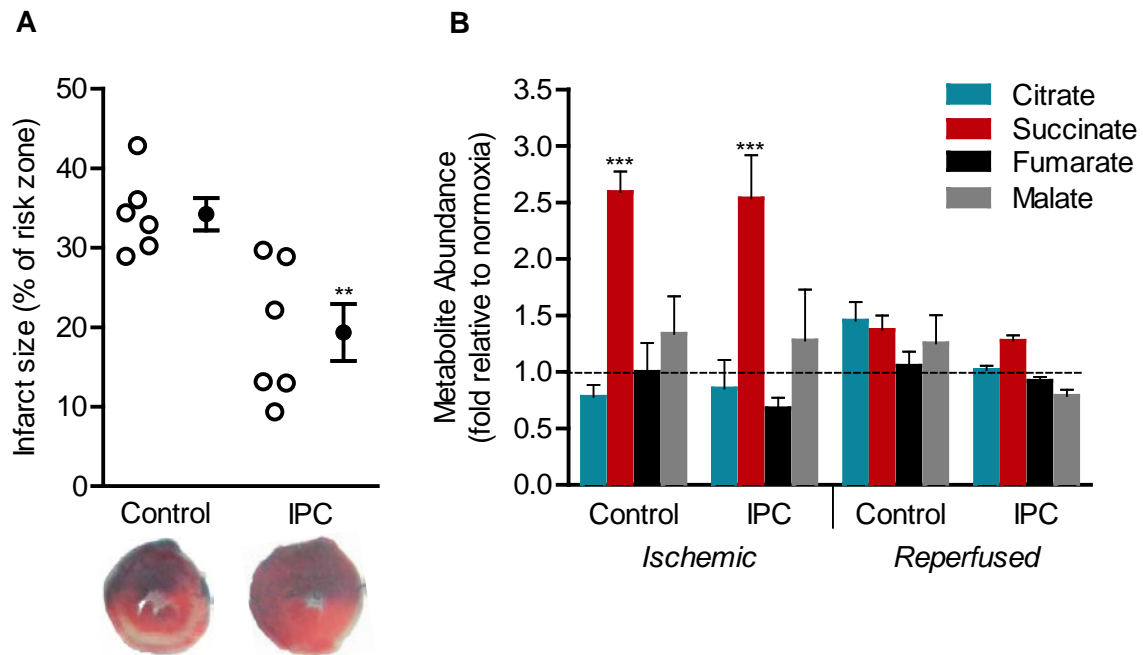 A
Infarct size (% of risk zone)
50
40
30
20
10
0
**
Control
IPC
B
Metabolite Abundance
(fold relative to normoxia)
3.5
3.0
2.5
2.0
1.5
1.0
0.5
0.0
***
***
Citrate
Succinate
Fumarate
Malate
Control
IPC
Control
IPC
Ischemic
Reperfused